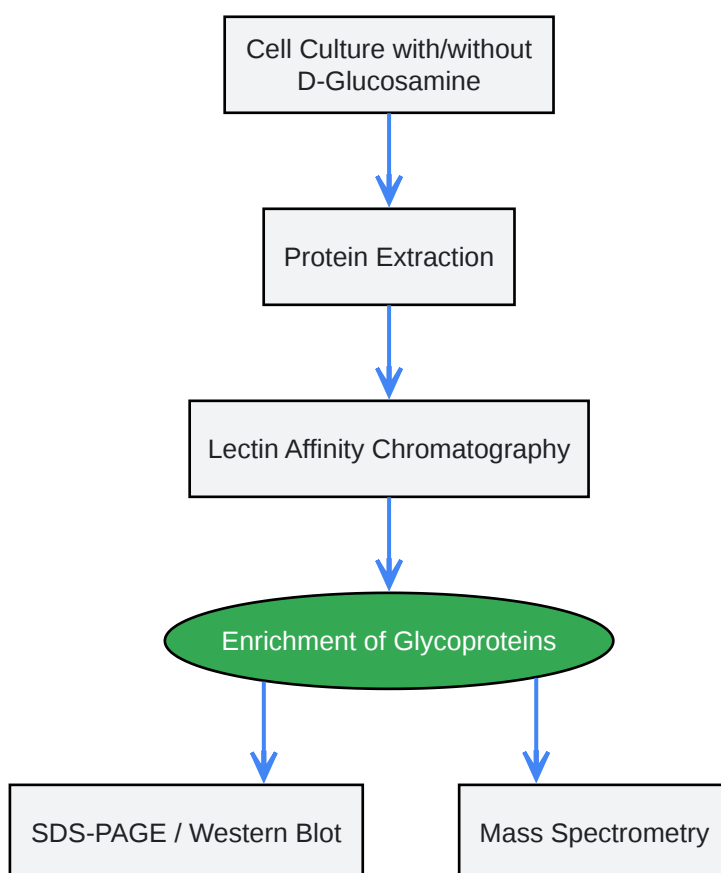 Cell Culture with/without
D-Glucosamine
Protein Extraction
Lectin Affinity Chromatography
Enrichment of Glycoproteins
SDS-PAGE / Western Blot
Mass Spectrometry